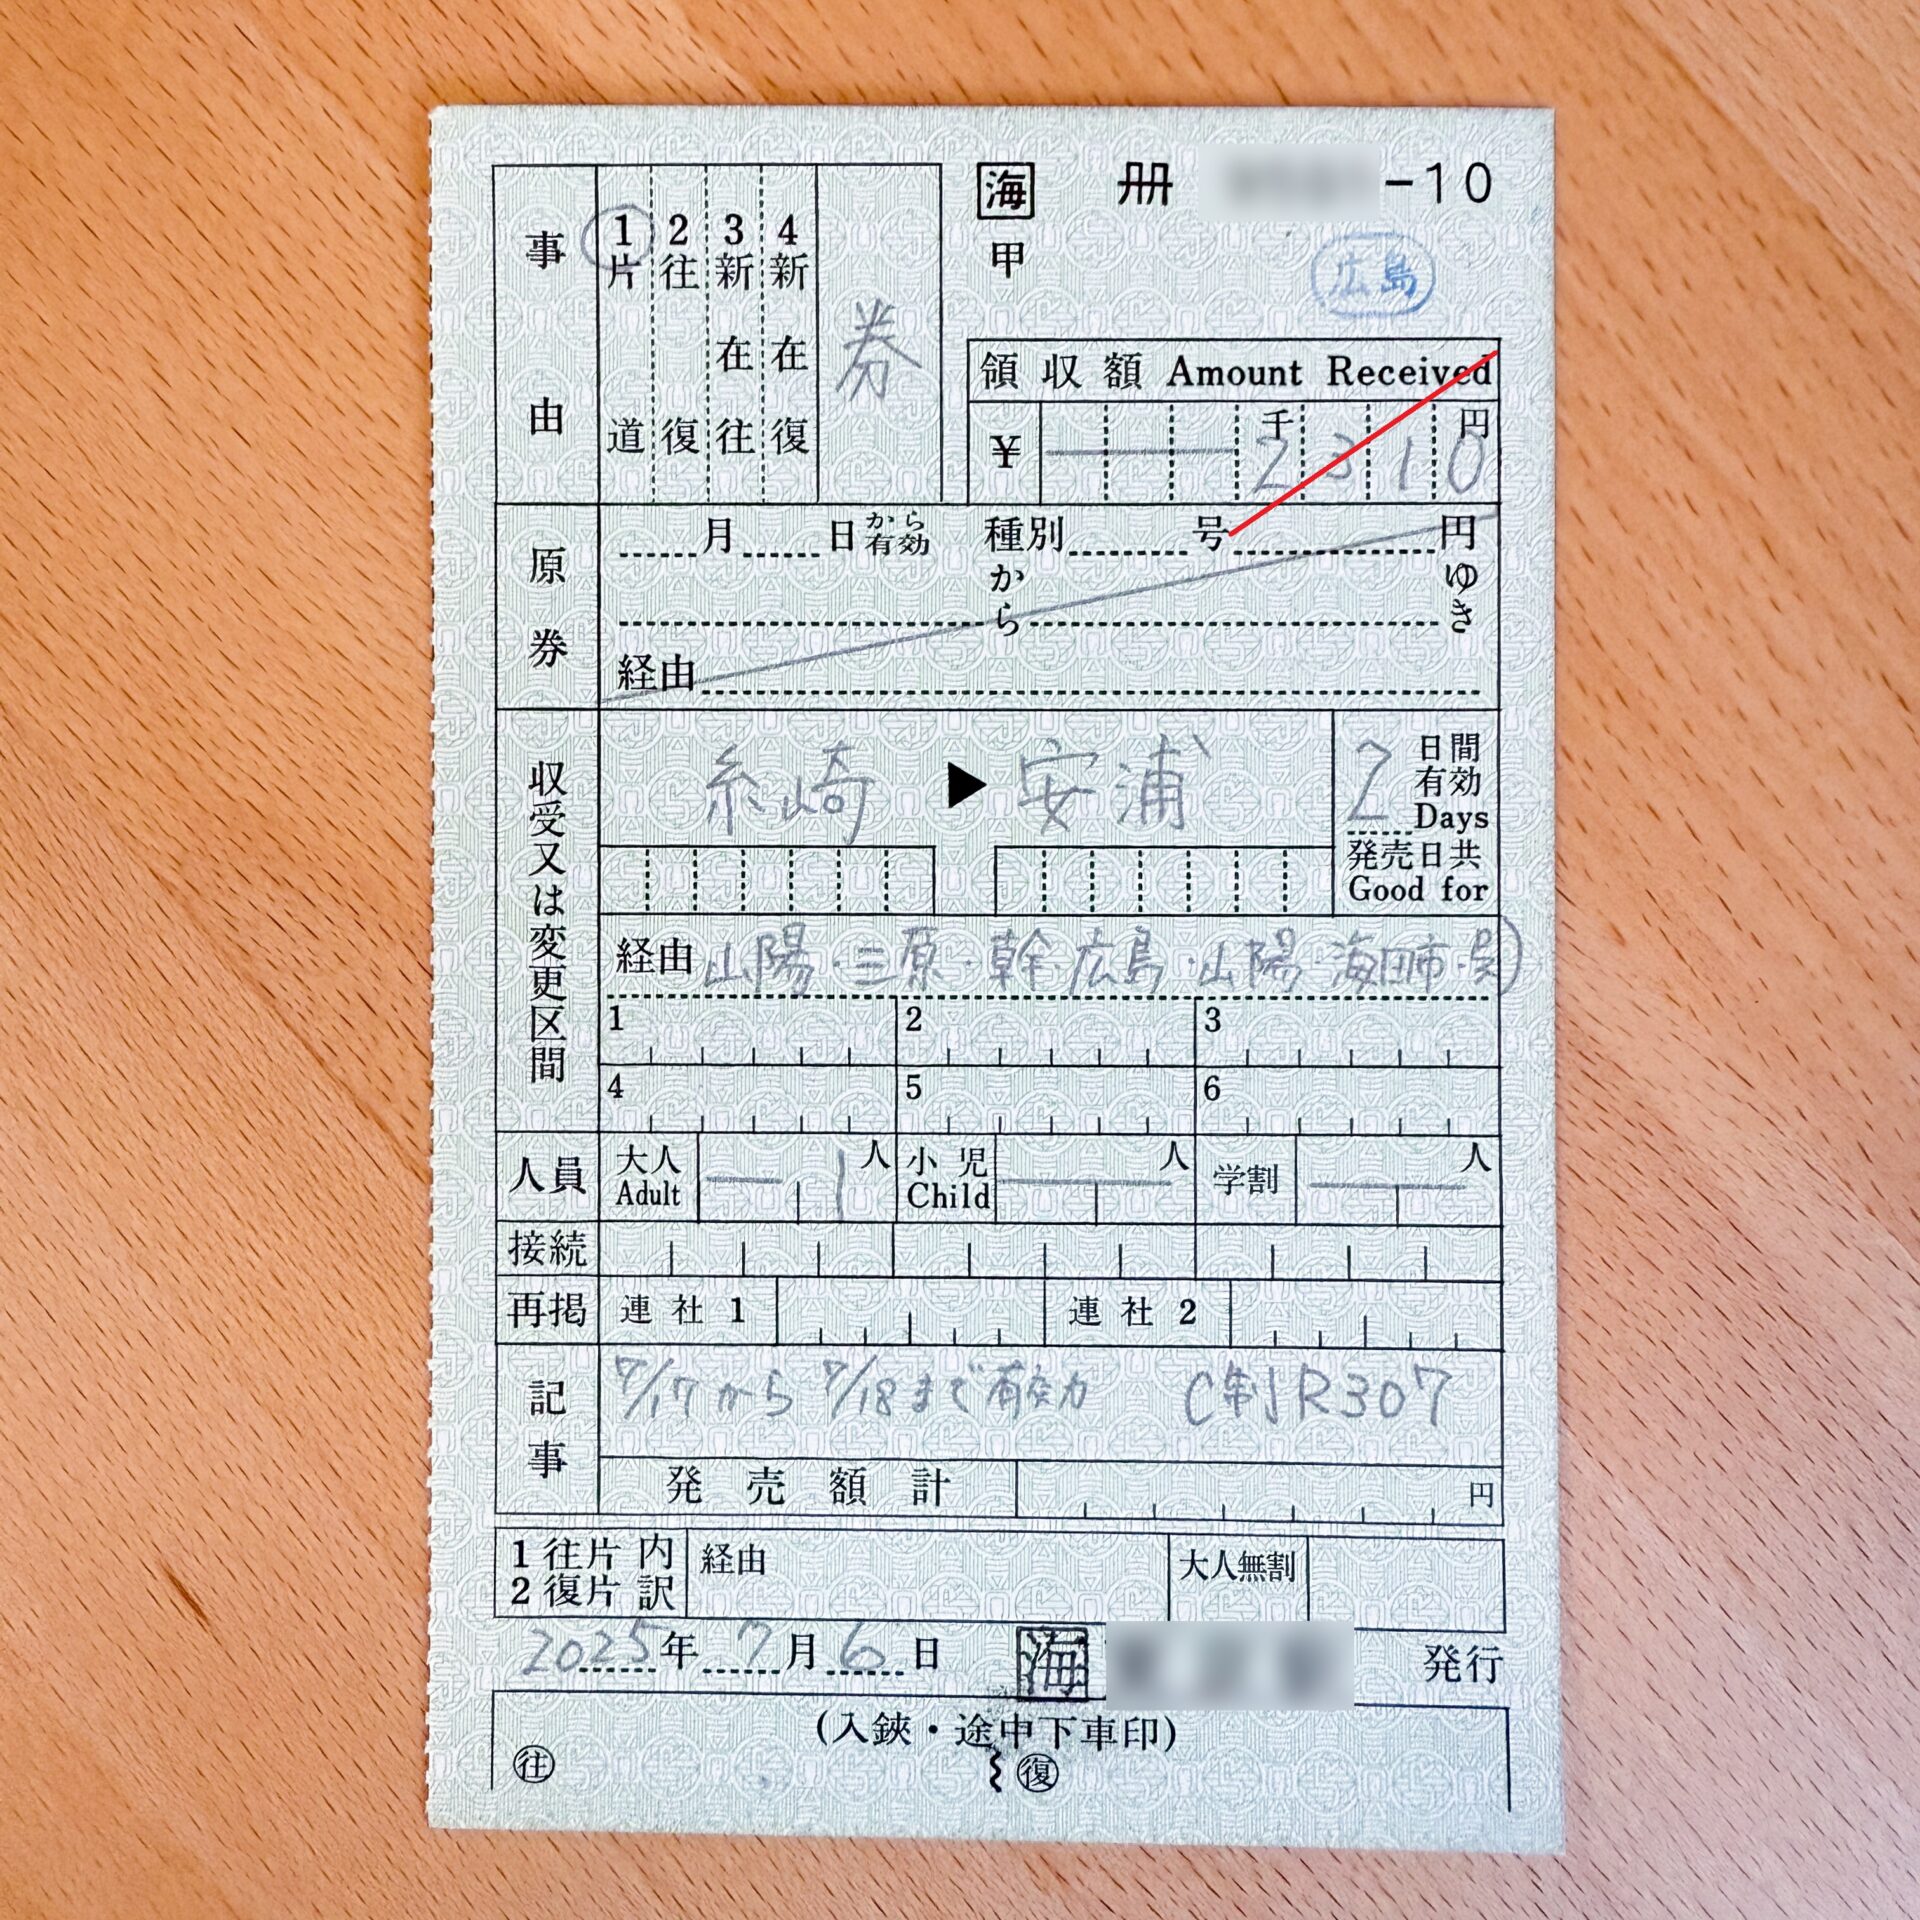 海 冊 -10
事由 1片道 2往復 3新在往 4新在復 券
甲 広島
領収額 Amount Received
¥ 千 円 2310
原券 月 日から有効 種別 号 円
から ゆき
経由
収受又は変更区間 糸崎 ▶ 安浦 2 日間有効 Days
発売日共 Good for
経由 山陽・三原・幹・広島・山陽・海田市・呉
1 2 3
4 5 6
人員 大人 Adult 1 人 小児 Child 人 学割 人
接続
再掲 連社1 連社2
記事 7/17から7/18まで有効 C制R307
発売額計 円
1往片 2復片 内訳 経由 大人無割
2025年7月6日 海 発行
(入鋏・途中下車印)
往 復